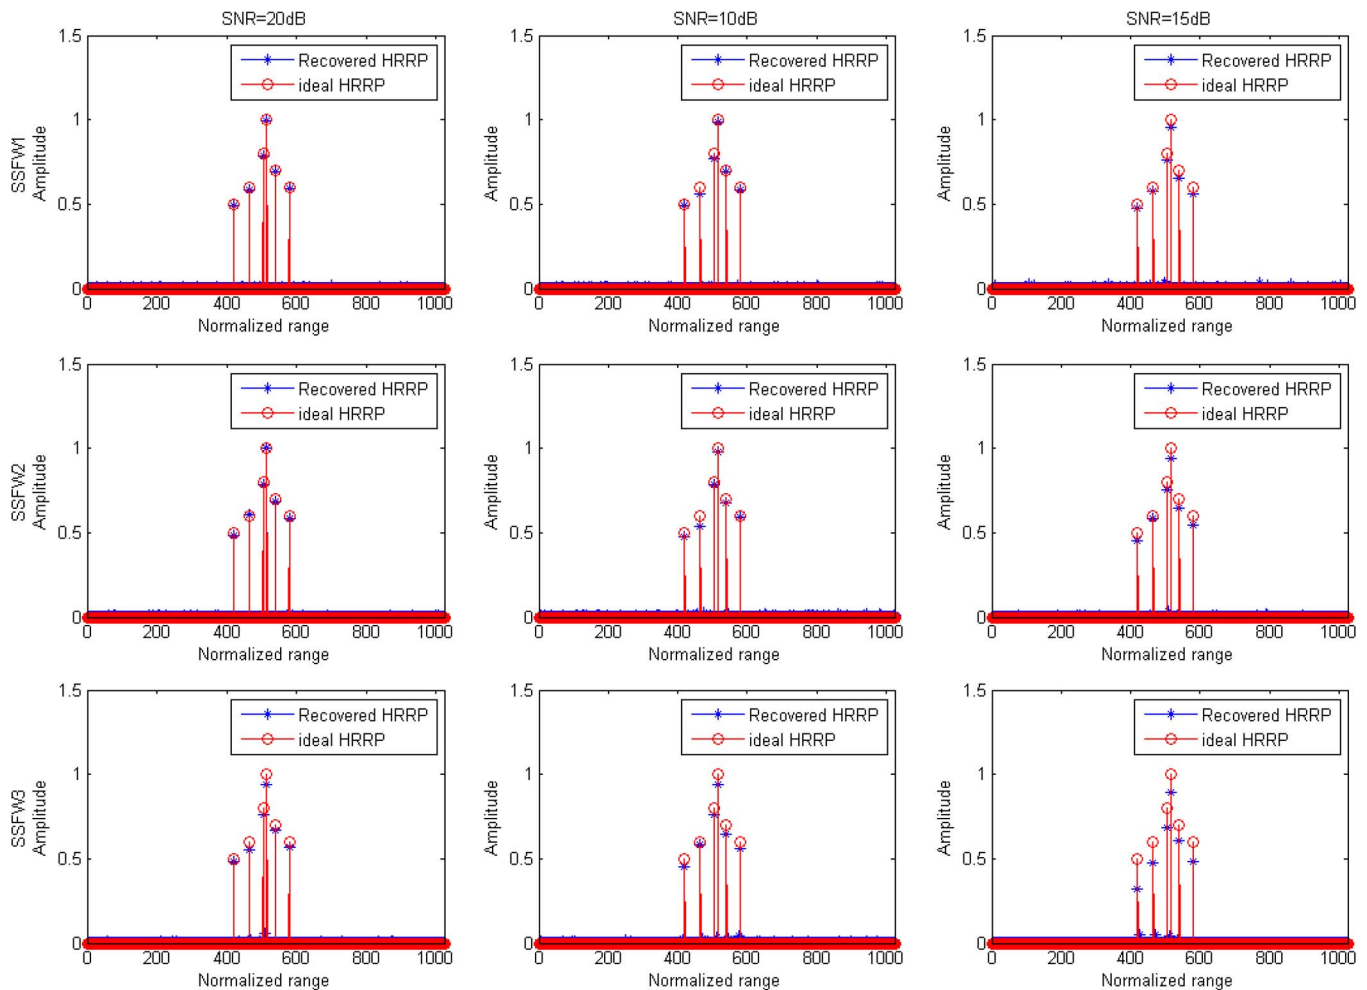 SNR=20dB
SNR=10dB
SNR=15dB
SSFW1
Amplitude
1.5
1
0.5
0
Recovered HRRP
ideal HRRP
0 200 400 600 800 1000
Normalized range
Amplitude
1.5
1
0.5
0
Recovered HRRP
ideal HRRP
0 200 400 600 800 1000
Normalized range
Amplitude
1.5
1
0.5
0
Recovered HRRP
ideal HRRP
0 200 400 600 800 1000
Normalized range
SSFW2
Amplitude
1.5
1
0.5
0
Recovered HRRP
ideal HRRP
0 200 400 600 800 1000
Normalized range
Amplitude
1.5
1
0.5
0
Recovered HRRP
ideal HRRP
0 200 400 600 800 1000
Normalized range
Amplitude
1.5
1
0.5
0
Recovered HRRP
ideal HRRP
0 200 400 600 800 1000
Normalized range
SSFW3
Amplitude
1.5
1
0.5
0
Recovered HRRP
ideal HRRP
0 200 400 600 800 1000
Normalized range
Amplitude
1.5
1
0.5
0
Recovered HRRP
ideal HRRP
0 200 400 600 800 1000
Normalized range
Amplitude
1.5
1
0.5
0
Recovered HRRP
ideal HRRP
0 200 400 600 800 1000
Normalized range